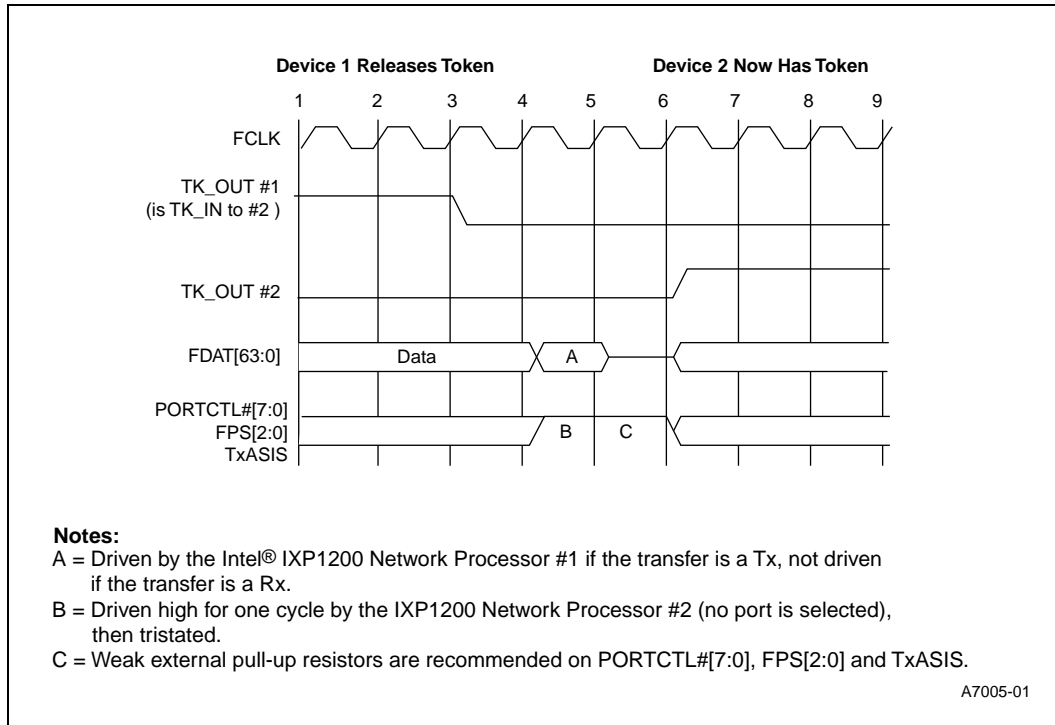 Device 1 Releases Token
Device 2 Now Has Token
1 2 3 4 5 6 7 8 9
FCLK
TK_OUT #1
(is TK_IN to #2 )
TK_OUT #2
FDAT[63:0]
Data
A
PORTCTL#[7:0]
FPS[2:0]
TxASIS
B
C
Notes:
A = Driven by the Intel® IXP1200 Network Processor #1 if the transfer is a Tx, not driven
if the transfer is a Rx.
B = Driven high for one cycle by the IXP1200 Network Processor #2 (no port is selected),
then tristated.
C = Weak external pull-up resistors are recommended on PORTCTL#[7:0], FPS[2:0] and TxASIS.
A7005-01